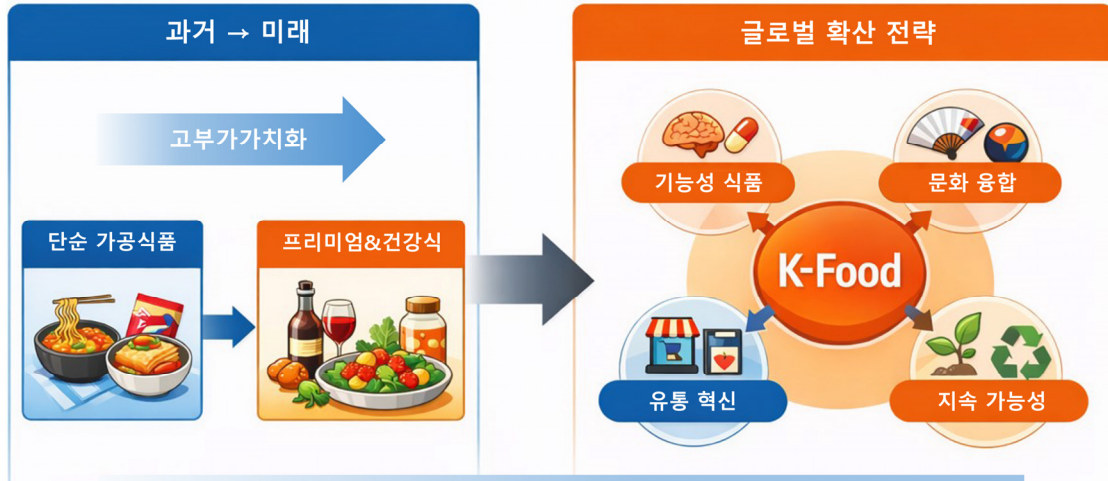 과거 → 미래
고부가가치화
단순 가공식품
프리미엄&건강식
글로벌 확산 전략
기능성 식품
문화 융합
K-Food
유통 혁신
지속 가능성